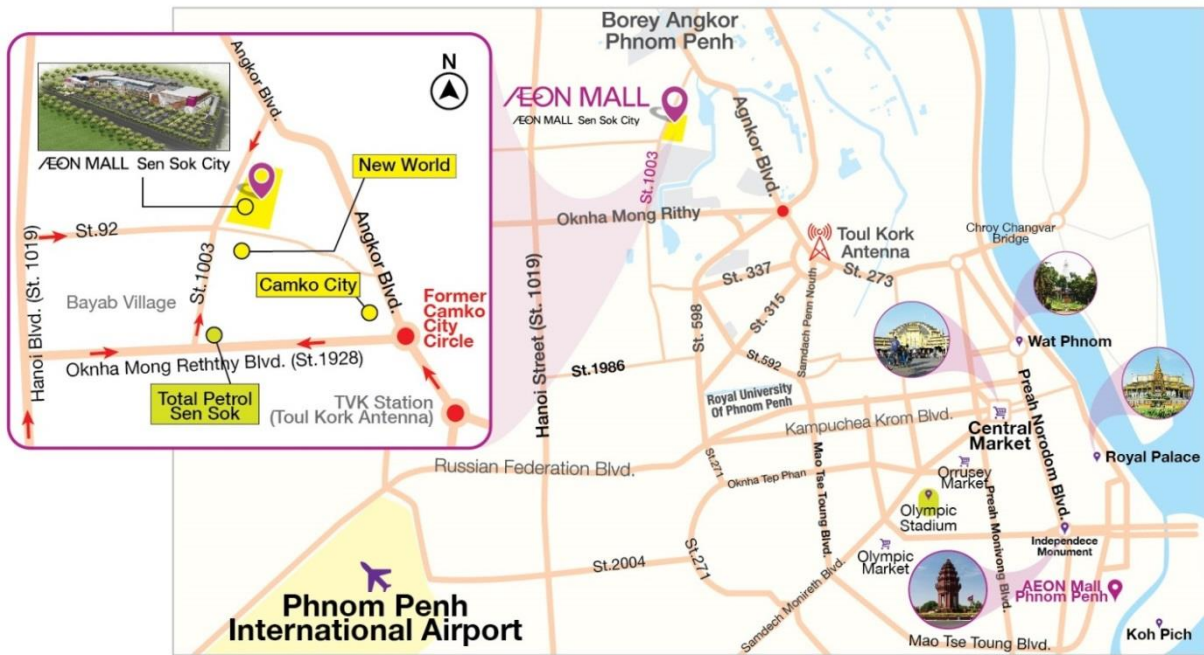 N
Angkor Blvd.
ÆON MALL Sen Sok City
New World
St.92
St.1003
Angkor Blvd.
Camko City
Hanoi Blvd. (St. 1019)
Bayab Village
Former
Camko
City
Circle
Oknha Mong Reththy Blvd. (St.1928)
Total Petrol
Sen Sok
TVK Station
(Toul Kork Antenna)
Borey Angkor
Phnom Penh
ÆON MALL
ÆON MALL Sen Sok City
Agnkor Blvd.
St.1003
Oknha Mong Rithy
Toul Kork
Antenna
Chroy Changvar
Bridge
St. 337
St. 273
St. 315
Hanoi Street (St. 1019)
St. 598
Samdach Penn South
Wat Phnom
St.1986
St.592
Royal University
Of Phnom Penh
Kampuchea Krom Blvd.
Central
Market
Preah Norodom Blvd.
Royal Palace
Russian Federation Blvd.
St.271
Oknha Tep Phan
Mao Tse Toung Blvd.
Orrusey
Market
Preah Monivong Blvd.
Olympic
Stadium
Independece
Monument
Olympic
Market
St.2004
St.271
Samdech Monireth Blvd.
AEON Mall
Phnom Penh
Phnom Penh
International Airport
Mao Tse Toung Blvd.
Koh Pich